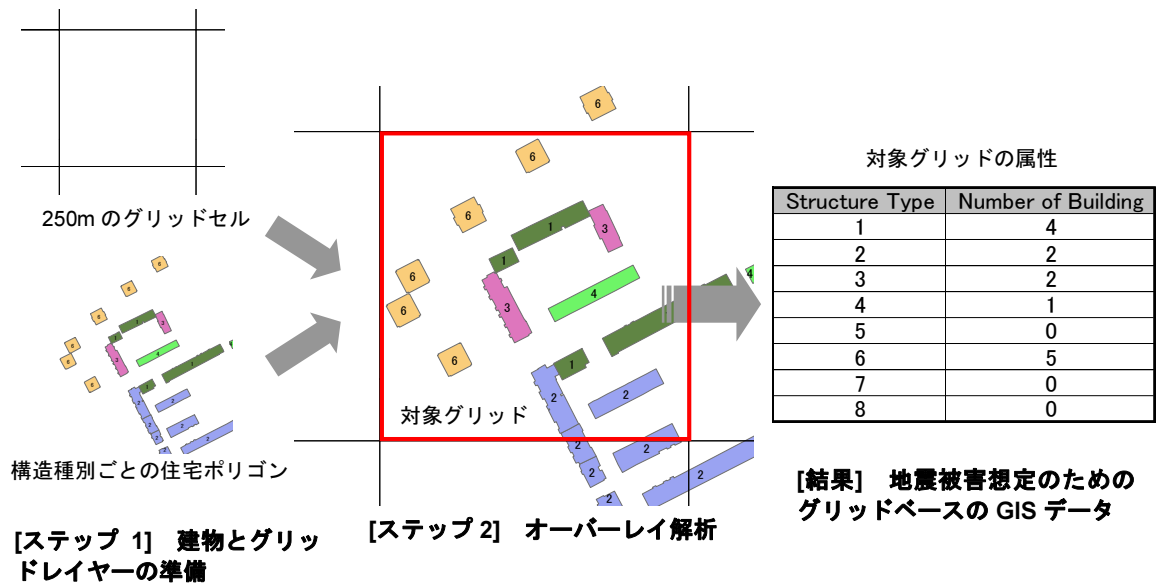 250m のグリッドセル
構造種別ごとの住宅ポリゴン
[ステップ 1] 建物とグリッ
ドレイヤーの準備
6
6
6
1
3
1
6
4
3
4
6
6
1
2
2
2
2
2
2
2
対象グリッド
[ステップ 2] オーバーレイ解析
対象グリッドの属性
Structure Type Number of Building
1 4
2 2
3 2
4 1
5 0
6 5
7 0
8 0
[結果] 地震被害想定のための
グリッドベースの GIS データ